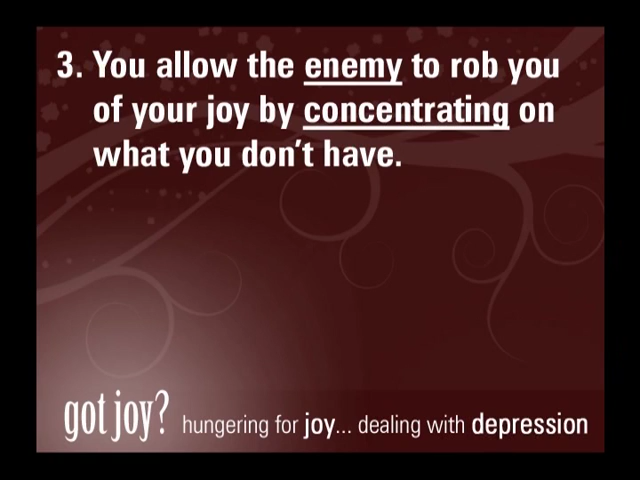 3. You allow the enemy to rob you
of your joy by concentrating on
what you don't have.
got joy? hungering for joy... dealing with depression